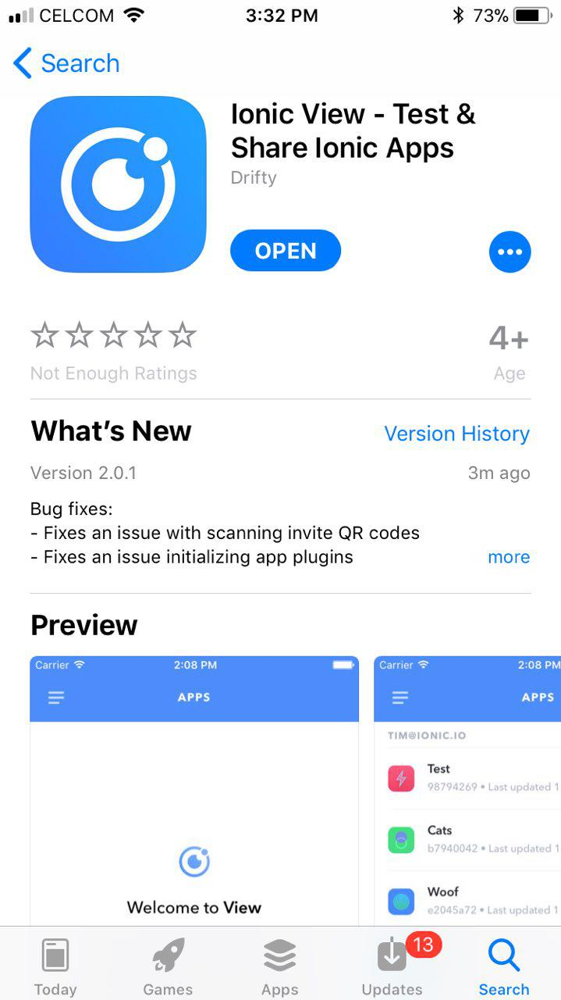 CELCOM 3:32 PM 73%
Search
Ionic View - Test &
Share Ionic Apps
Drifty
OPEN
Not Enough Ratings
4+
Age
What's New
Version History
Version 2.0.1
3m ago
Bug fixes:
- Fixes an issue with scanning invite QR codes
- Fixes an issue initializing app plugins
more
Preview
Carrier 2:08 PM
APPS
Welcome to View
Carrier 2:08 PM
APPS
TIM@IONIC.IO
Test
98794269 • Last updated 1
Cats
b7940042 • Last updated 1
Woof
e2045a72 • Last updated 1
Today
Games
Apps
13
Updates
Search